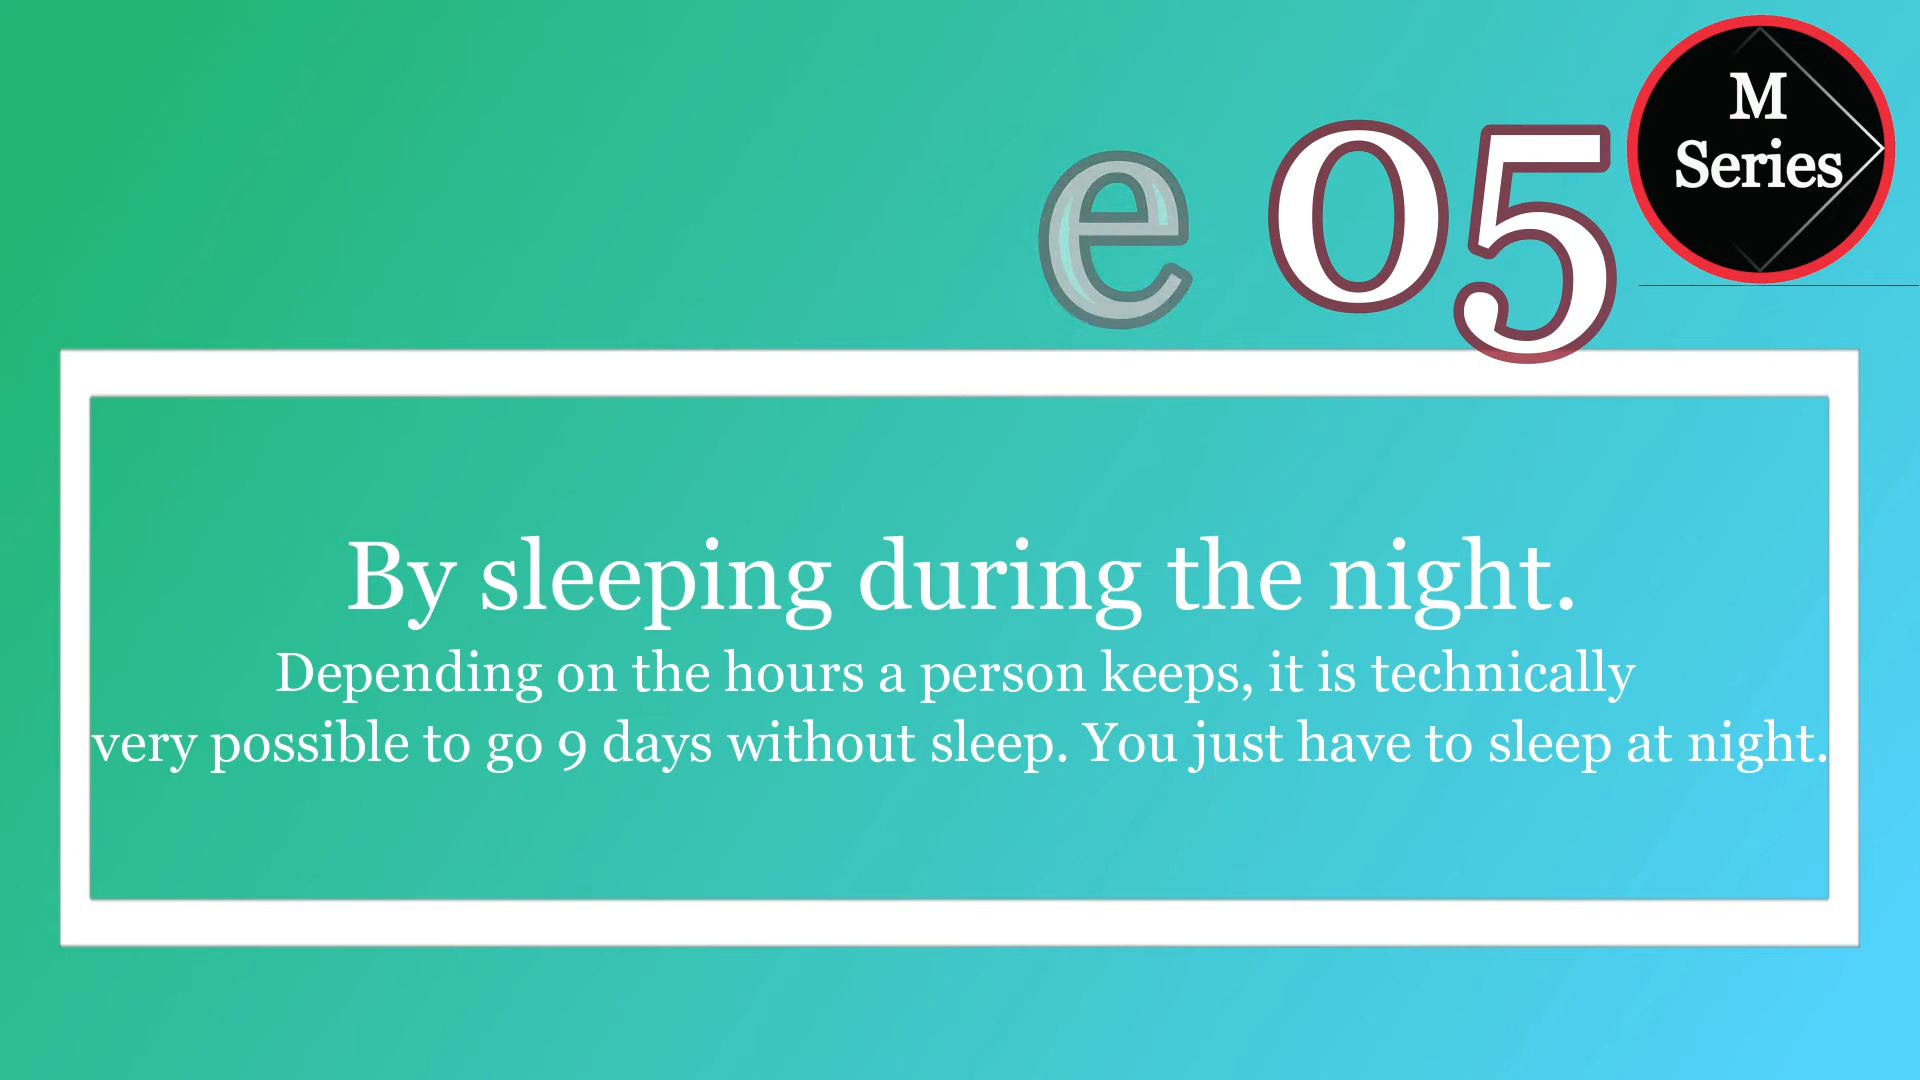 M
Series
e 05
By sleeping during the night.
Depending on the hours a person keeps, it is technically
very possible to go 9 days without sleep. You just have to sleep at night.